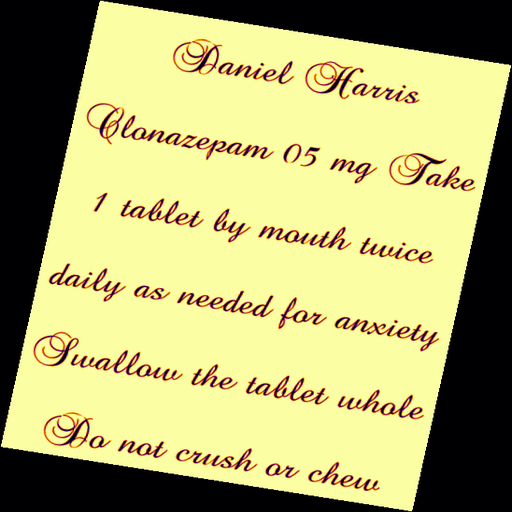 Daniel Harris
Clonazepam 05 mg Take
1 tablet by mouth twice
daily as needed for anxiety
Swallow the tablet whole
Do not crush or chew